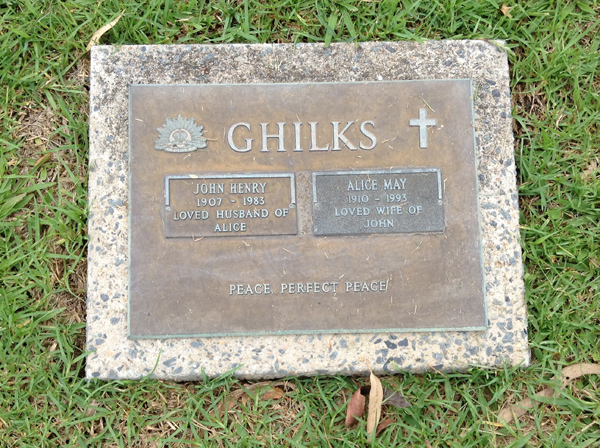 GHILKS
JOHN HENRY
1907 - 1983
LOVED HUSBAND OF
ALICE
ALICE MAY
1910 - 1993
LOVED WIFE OF
JOHN
PEACE, PERFECT PEACE